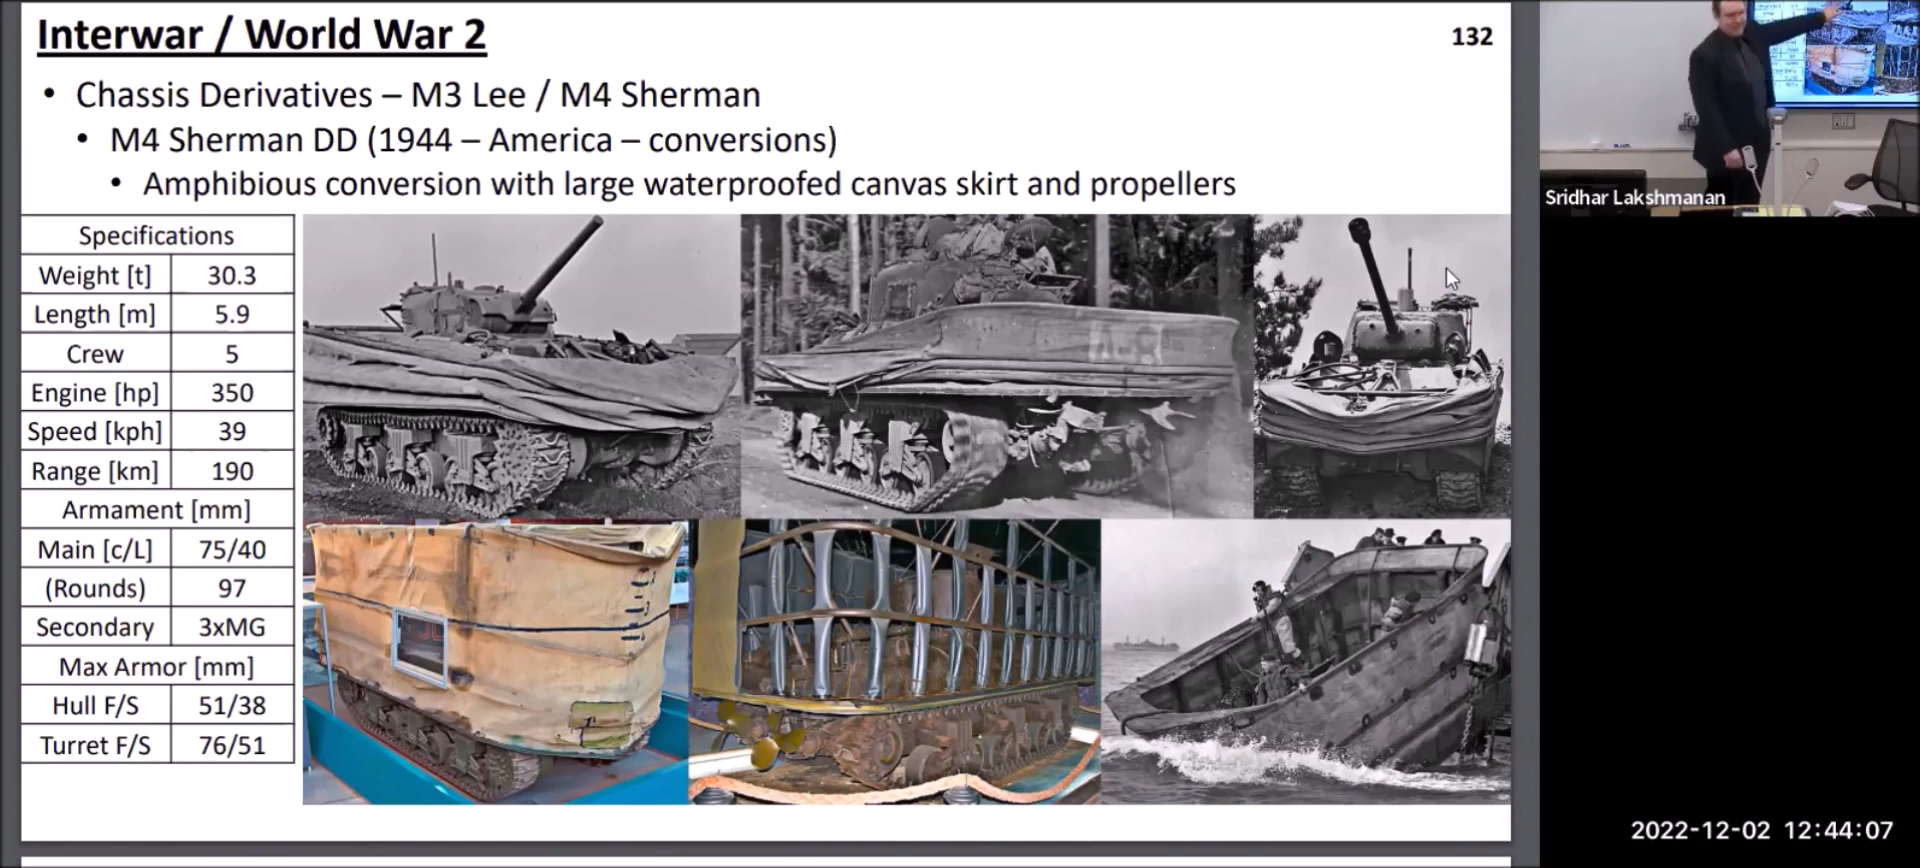 Interwar / World War 2
132
• Chassis Derivatives – M3 Lee / M4 Sherman
• M4 Sherman DD (1944 – America – conversions)
• Amphibious conversion with large waterproofed canvas skirt and propellers
Specifications
Weight [t] 30.3
Length [m] 5.9
Crew 5
Engine [hp] 350
Speed [kph] 39
Range [km] 190
Armament [mm]
Main [c/L] 75/40
(Rounds) 97
Secondary 3xMG
Max Armor [mm]
Hull F/S 51/38
Turret F/S 76/51
Sridhar Lakshmanan
2022-12-02 12:44:07